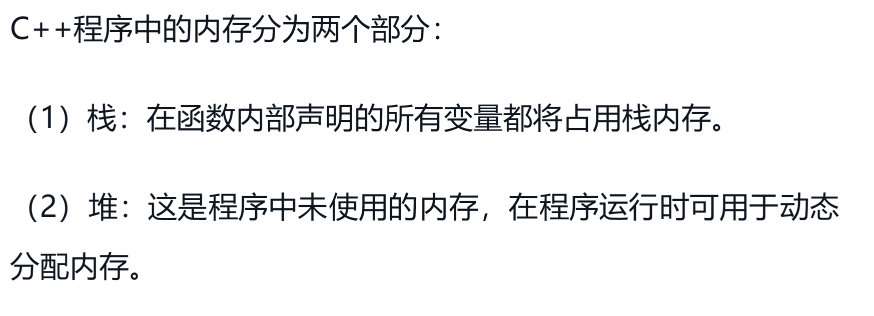 C++程序中的内存分为两个部分：
（1）栈：在函数内部声明的所有变量都将占用栈内存。
（2）堆：这是程序中未使用的内存，在程序运行时可用于动态
分配内存。